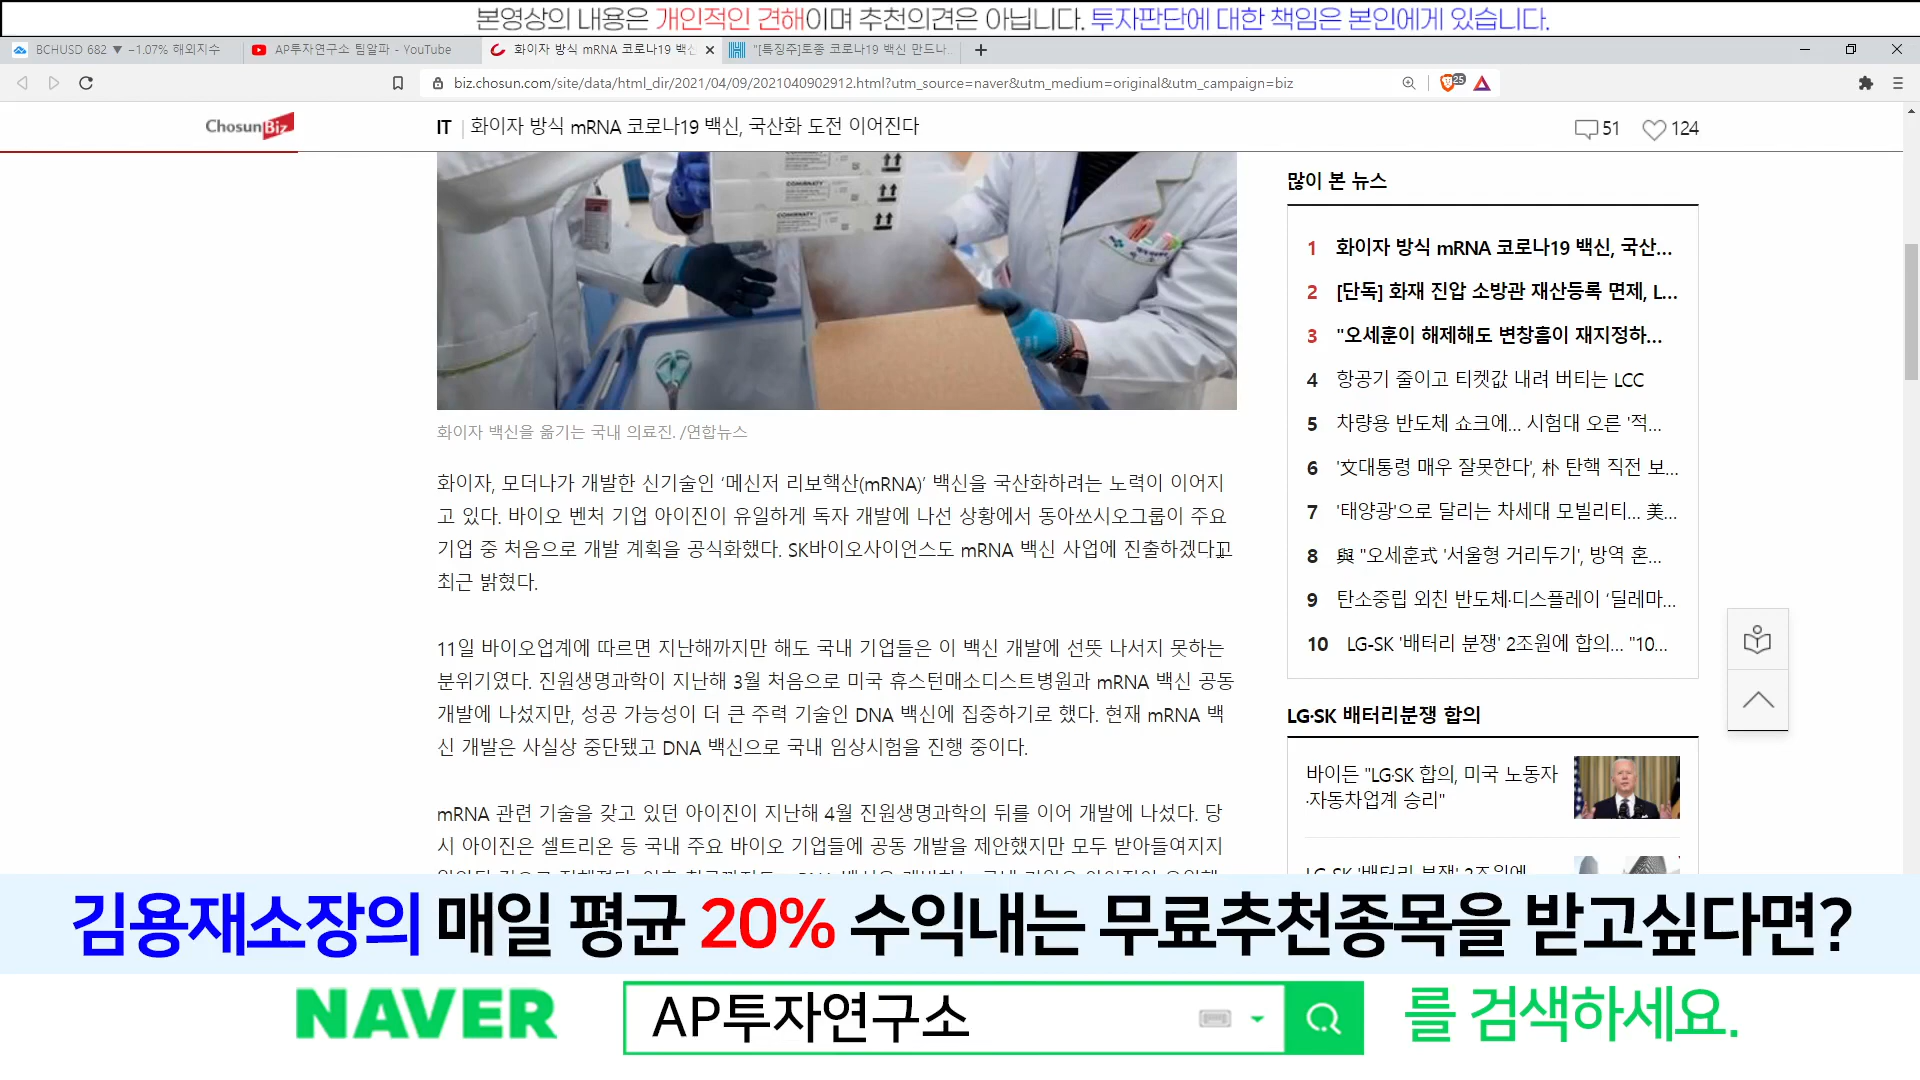 본영상의 내용은 개인적인 견해이며 추천의견은 아닙니다. 투자판단에 대한 책임은 본인에게 있습니다.
BCHUSD 682 ▼ −1.07% 해외지수
AP투자연구소 팀알파 - YouTube
화이자 방식 mRNA 코로나19 백신
"[특징주]토종 코로나19 백신 만드나
biz.chosun.com/site/data/html_dir/2021/04/09/2021040902912.html?utm_source=naver&utm_medium=original&utm_campaign=biz
25
ChosunBiz
IT | 화이자 방식 mRNA 코로나19 백신, 국산화 도전 이어진다
51
124
COMIRNATY
COMIRNATY
화이자 백신을 옮기는 국내 의료진. /연합뉴스
화이자, 모더나가 개발한 신기술인 ‘메신저 리보핵산(mRNA)’ 백신을 국산화하려는 노력이 이어지
고 있다. 바이오 벤처 기업 아이진이 유일하게 독자 개발에 나선 상황에서 동아쏘시오그룹이 주요
기업 중 처음으로 개발 계획을 공식화했다. SK바이오사이언스도 mRNA 백신 사업에 진출하겠다고
최근 밝혔다.
11일 바이오업계에 따르면 지난해까지만 해도 국내 기업들은 이 백신 개발에 선뜻 나서지 못하는
분위기였다. 진원생명과학이 지난해 3월 처음으로 미국 휴스턴매소디스트병원과 mRNA 백신 공동
개발에 나섰지만, 성공 가능성이 더 큰 주력 기술인 DNA 백신에 집중하기로 했다. 현재 mRNA 백
신 개발은 사실상 중단됐고 DNA 백신으로 국내 임상시험을 진행 중이다.
mRNA 관련 기술을 갖고 있던 아이진이 지난해 4월 진원생명과학의 뒤를 이어 개발에 나섰다. 당
시 아이진은 셀트리온 등 국내 주요 바이오 기업들에 공동 개발을 제안했지만 모두 받아들여지지
많이 본 뉴스
1 화이자 방식 mRNA 코로나19 백신, 국산...
2 [단독] 화재 진압 소방관 재산등록 면제, L...
3 "오세훈이 해제해도 변창흠이 재지정하...
4 항공기 줄이고 티켓값 내려 버티는 LCC
5 차량용 반도체 쇼크에... 시험대 오른 '적...
6 '文대통령 매우 잘못한다', 朴 탄핵 직전 보...
7 '태양광'으로 달리는 차세대 모빌리티... 美...
8 與 "오세훈式 '서울형 거리두기', 방역 혼...
9 탄소중립 외친 반도체·디스플레이 ‘딜레마...
10 LG-SK '배터리 분쟁' 2조원에 합의... "10...
LG·SK 배터리분쟁 합의
바이든 "LG·SK 합의, 미국 노동자
·자동차업계 승리"
LG-SK '배터리 분쟁' 2조원에
김용재소장의 매일 평균 20% 수익내는 무료추천종목을 받고싶다면?
NAVER AP투자연구소 를 검색하세요.